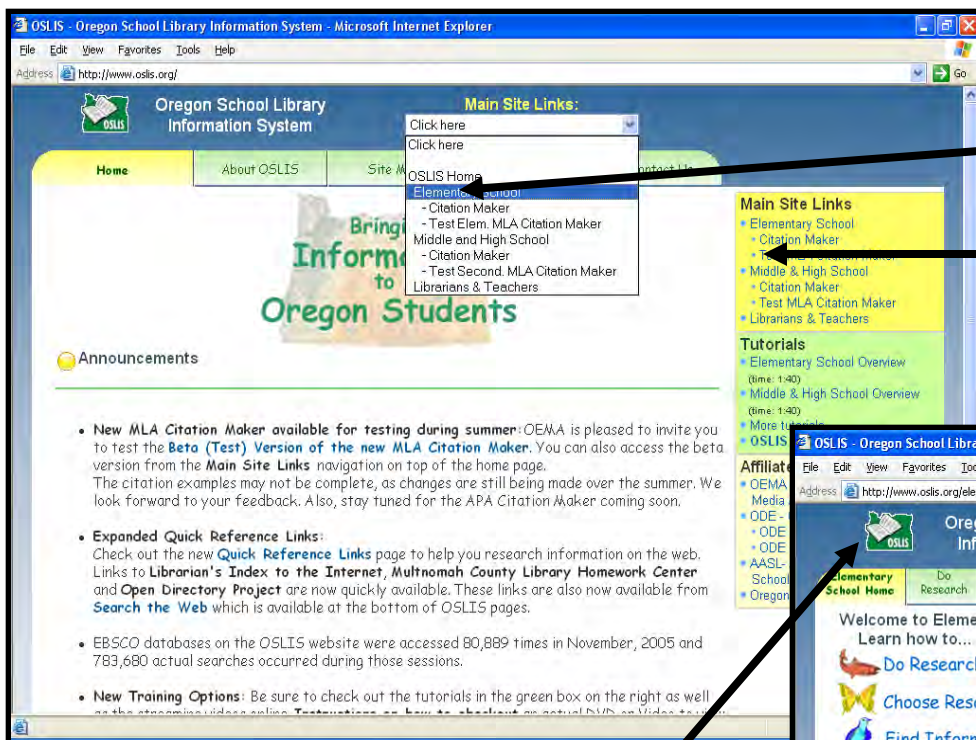 OSLIS - Oregon School Library Information System - Microsoft Internet Explorer
File Edit View Favorites Tools Help
Address http://www.oslis.org/ Go
OSLIS
Oregon School Library
Information System
Main Site Links:
Click here
Click here
OSLIS Home
Elementary School
- Citation Maker
- Test Elem. MLA Citation Maker
Middle and High School
- Citation Maker
- Test Second. MLA Citation Maker
Librarians & Teachers
Home About OSLIS Site
Bringi
Inform
to
Oregon Students
Announcements
• New MLA Citation Maker available for testing during summer: OEMA is pleased to invite you
to test the Beta (Test) Version of the new MLA Citation Maker. You can also access the beta
version from the Main Site Links navigation on top of the home page.
The citation examples may not be complete, as changes are still being made over the summer. We
look forward to your feedback. Also, stay tuned for the APA Citation Maker coming soon.
• Expanded Quick Reference Links:
Check out the new Quick Reference Links page to help you research information on the web.
Links to Librarian's Index to the Internet, Multnomah County Library Homework Center
and Open Directory Project are now quickly available. These links are also now available from
Search the Web which is available at the bottom of OSLIS pages.
• EBSCO databases on the OSLIS website were accessed 80,889 times in November, 2005 and
783,680 actual searches occurred during those sessions.
• New Training Options: Be sure to check out the tutorials in the green box on the right as well
Main Site Links
• Elementary School
• Citation Maker
• Middle & High School
• Citation Maker
• Test MLA Citation Maker
• Librarians & Teachers
Tutorials
• Elementary School Overview
(time: 1:40)
• Middle & High School Overview
(time: 1:40)
• More
• OSLIS
Affiliate
• OEMA
Media
• ODE -
• ODE
• ODE
• AASL-
School
• Oregon
OSLIS - Oregon School Libra
File Edit View Favorites Too
Address http://www.oslis.org/ele
OSLIS
Ore
Inf
Elementary
School Home
Do
Research
Welcome to Eleme
Learn how to...
Do Research
Choose Res
Find Inform